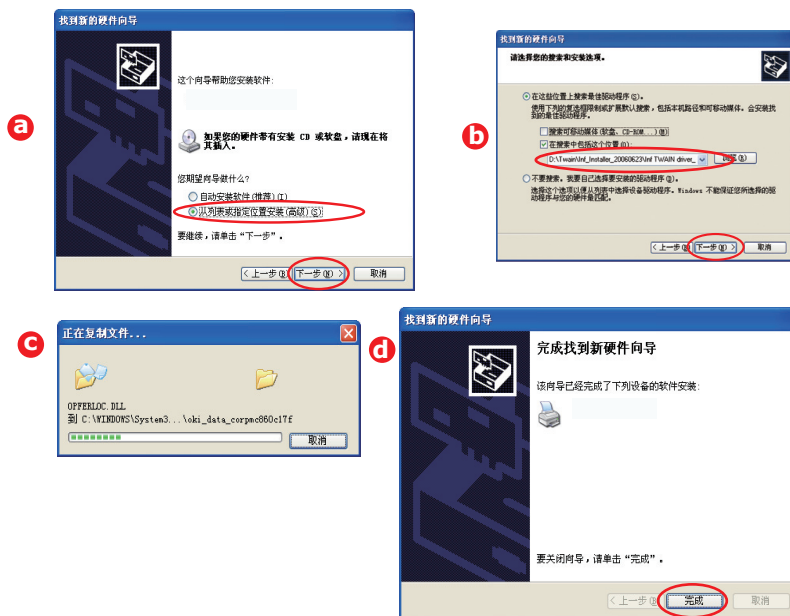 a
找到新的硬件向导
这个向导帮助您安装软件:
如果您的硬件带有安装 CD 或软盘，请现在将
其插入。
您期望向导做什么?
自动安装软件(推荐)(I)
从列表或指定位置安装(高级)(S)
要继续，请单击“下一步”。
< 上一步(B)
下一步(N) >
取消
b
找到新的硬件向导
请选择您的搜索和安装选项。
在这些位置上搜索最佳驱动程序(S)。
使用下列的复选框限制或扩展默认搜索，包括本机路径和可移动媒体。会安装找
到的最佳驱动程序。
搜索可移动媒体(软盘、CD-ROM...)(M)
在搜索中包括这个位置(O):
D:\Twain\Inf_Installer_20060623\Inf TWAIN driver_
浏览(R)
不要搜索。我要自己选择要安装的驱动程序(D)。
选择这个选项以便从列表中选择设备驱动程序。Windows 不能保证您所选择的驱
动程序与您的硬件最匹配。
< 上一步(B)
下一步(N) >
取消
c
正在复制文件...
OPFERLOC.DLL
到 C:\WINDOWS\System3...\oki_data_corpmc860c17f
取消
d
找到新的硬件向导
完成找到新硬件向导
该向导已经完成了下列设备的软件安装:
要关闭向导，请单击“完成”。
< 上一步(B)
完成
取消